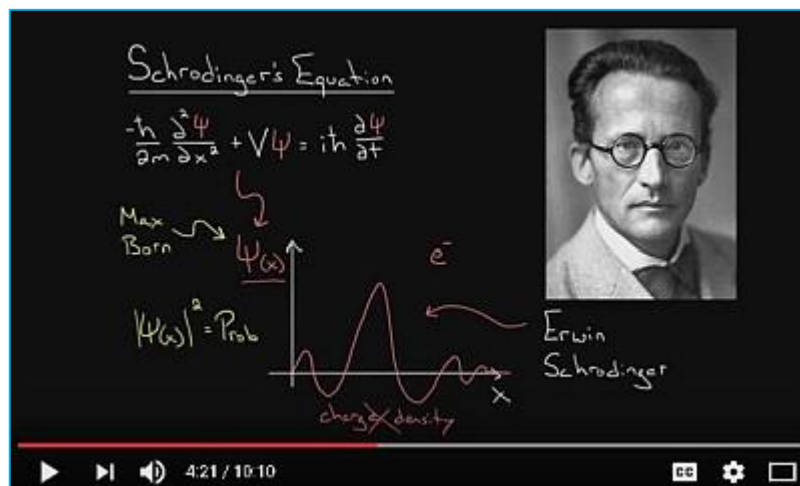 Schrodinger's Equation
-ħ/2m ∂²Ψ/∂x² + VΨ = iħ ∂Ψ/∂t
Max
Born
Ψ(x)
e⁻
|Ψ(x)|² = Prob
Erwin
Schrodinger
x
charge density
4:21 / 10:10
CC